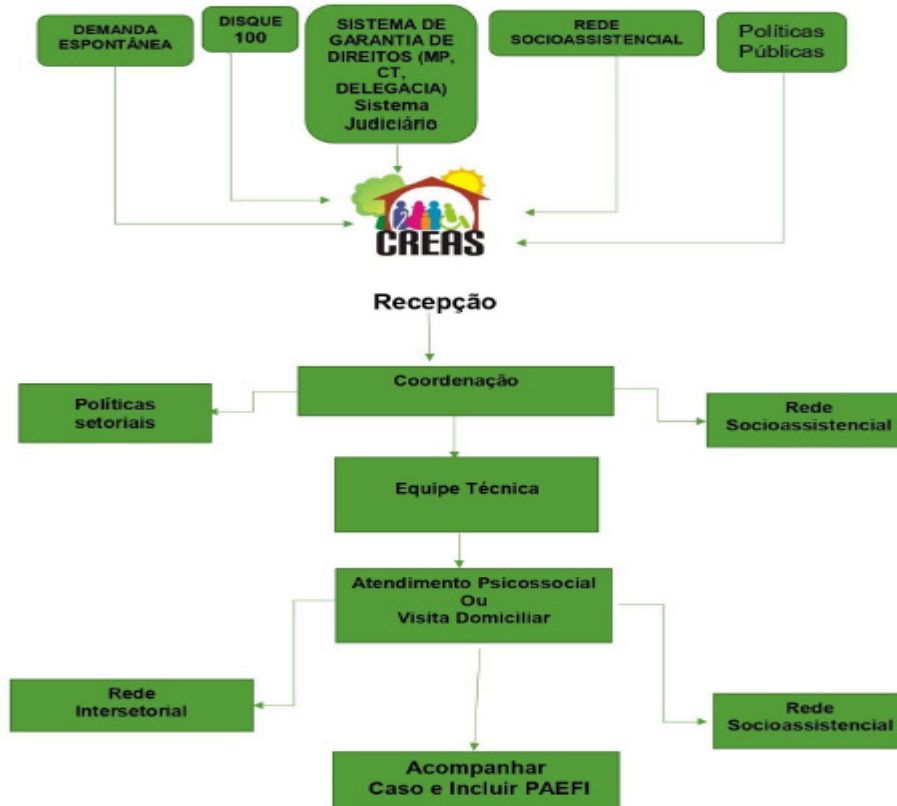 DEMANDA
ESPONTÂNEA
DISQUE
100
SISTEMA DE
GARANTIA DE
DIREITOS (MP,
CT,
DELEGACIA)
Sistema
Judiciário
REDE
SOCIOASSISTENCIAL
Políticas
Públicas
CREAS
Recepção
Coordenação
Políticas
setoriais
Rede
Socioassistencial
Equipe Técnica
Atendimento Psicossocial
Ou
Visita Domiciliar
Rede
Intersetorial
Rede
Socioassistencial
Acompanhar
Caso e Incluir PAEFI